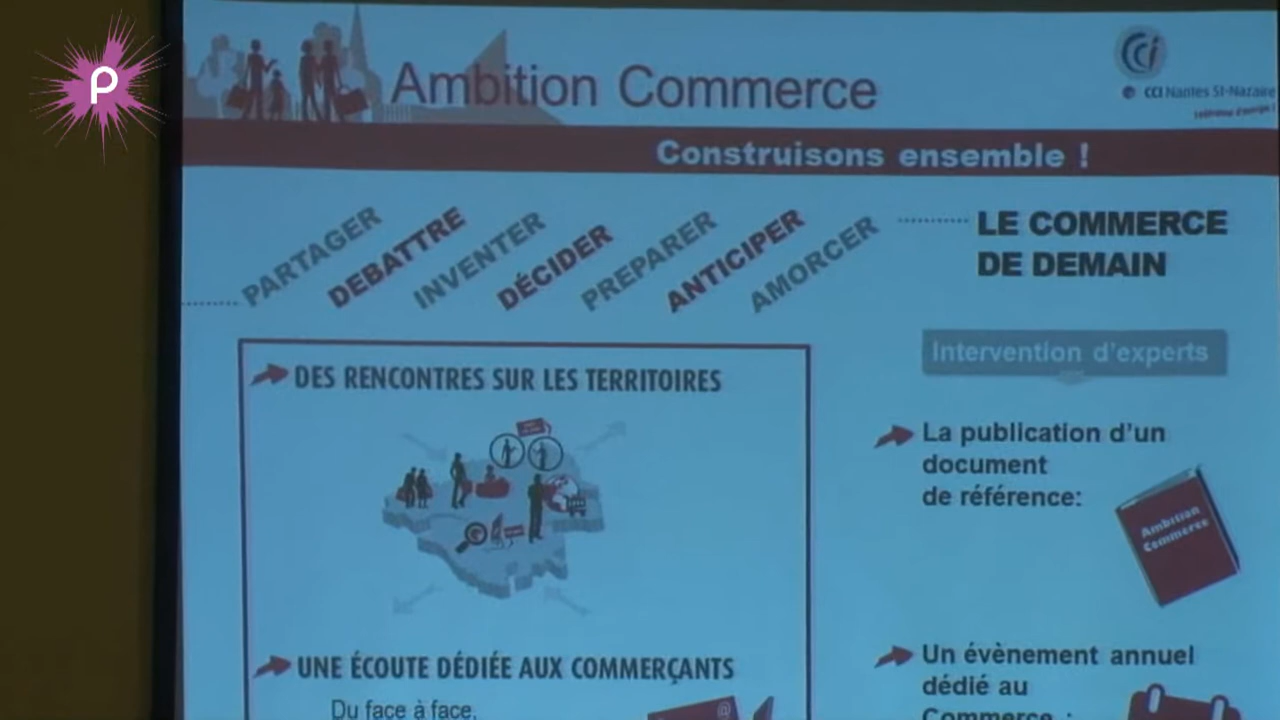 P
Ambition Commerce
CCi
CCI Nantes St-Nazaire
Construisons ensemble !
PARTAGER
DEBATTRE
INVENTER
DÉCIDER
PREPARER
ANTICIPER
AMORCER
LE COMMERCE
DE DEMAIN
Intervention d'experts
DES RENCONTRES SUR LES TERRITOIRES
La publication d'un
document
de référence:
Ambition
Commerce
UNE ÉCOUTE DÉDIÉE AUX COMMERÇANTS
Du face à face,
@
Un évènement annuel
dédié au
Commerce :